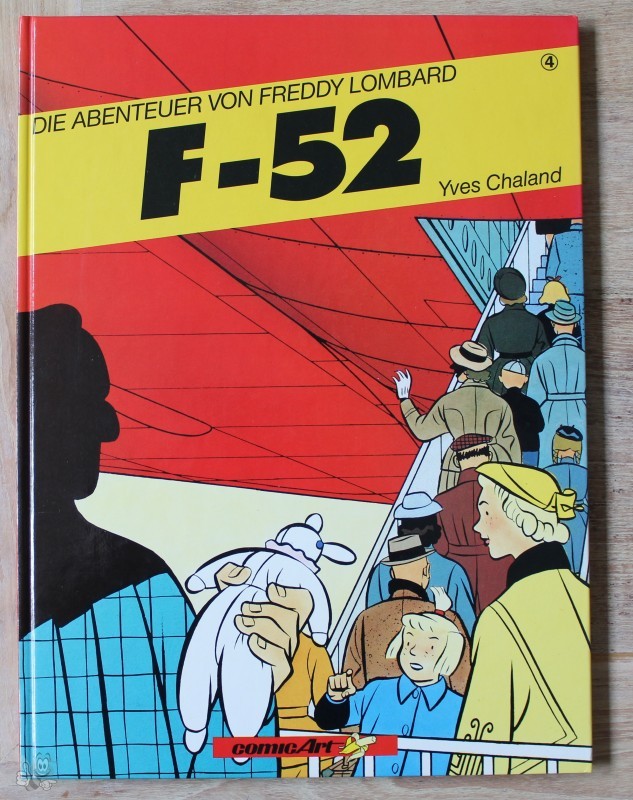 ④
DIE ABENTEUER VON FREDDY LOMBARD
F-52
Yves Chaland
comicArt